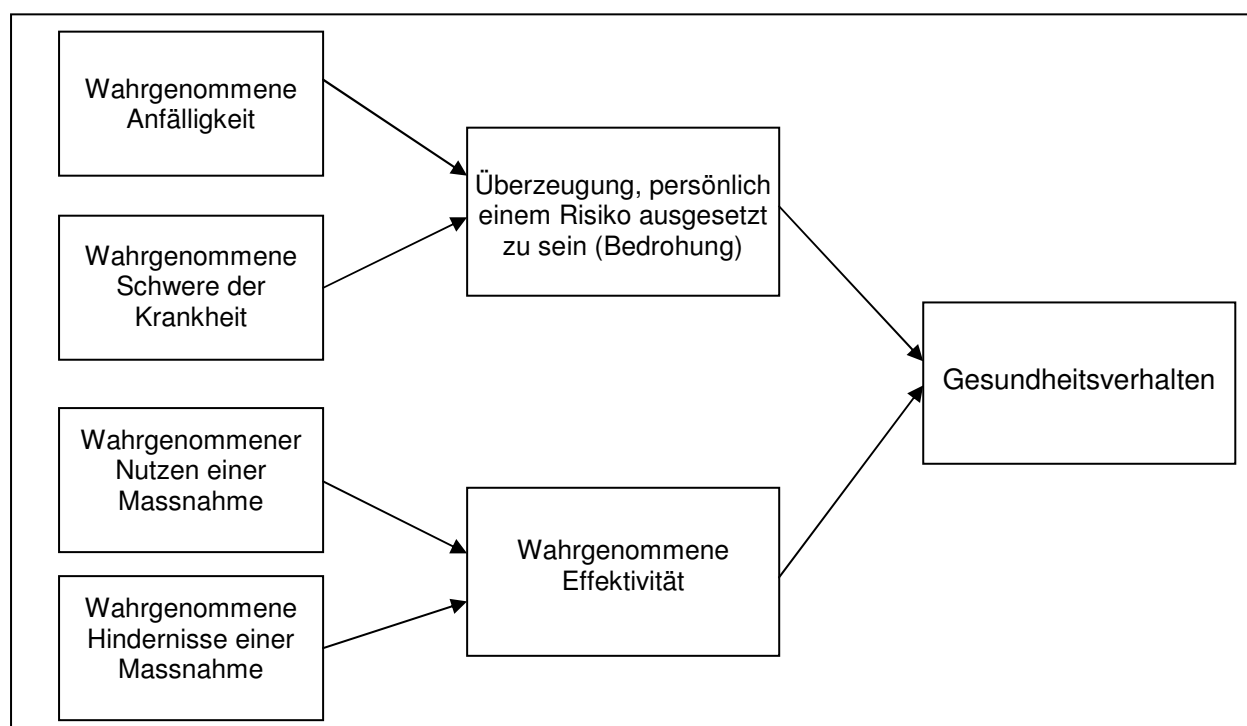 Wahrgenommene
Anfälligkeit
Wahrgenommene
Schwere der
Krankheit
Wahrgenommener
Nutzen einer
Massnahme
Wahrgenommene
Hindernisse einer
Massnahme
Überzeugung, persönlich
einem Risiko ausgesetzt
zu sein (Bedrohung)
Wahrgenommene
Effektivität
Gesundheitsverhalten